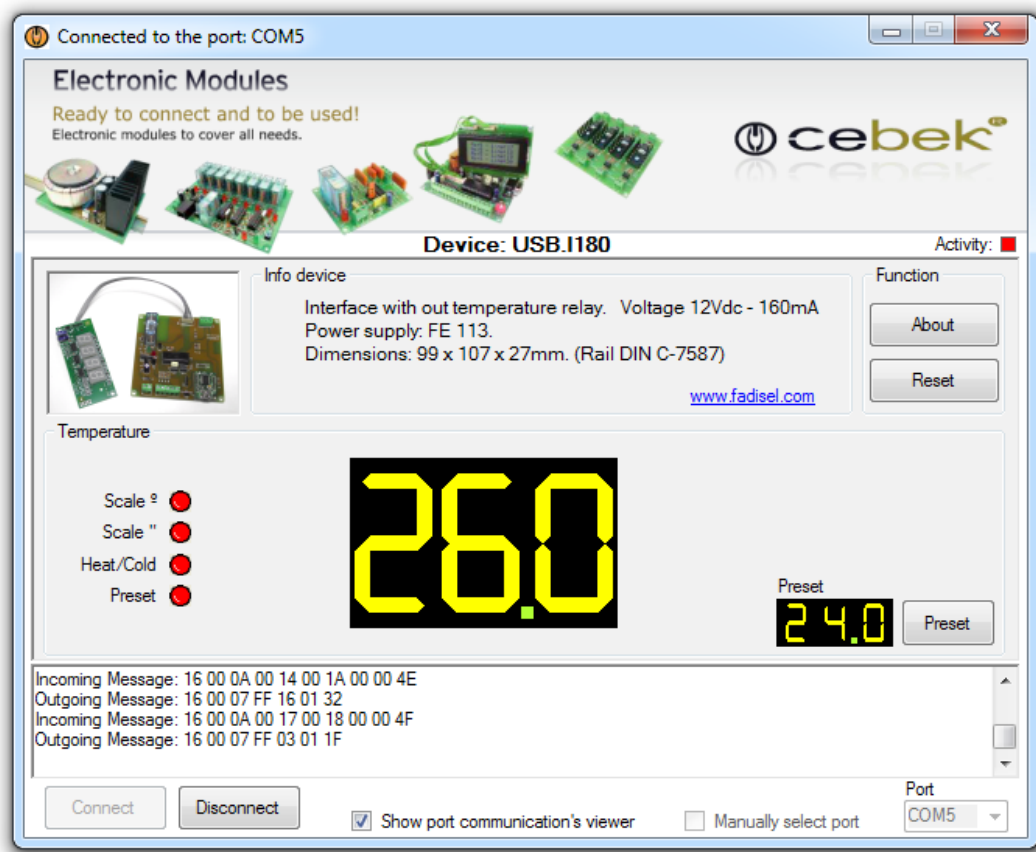 Connected to the port: COM5
Electronic Modules
Ready to connect and to be used!
Electronic modules to cover all needs.
cebek
Device: USB.I180
Activity:
Info device
Interface with out temperature relay. Voltage 12Vdc - 160mA
Power supply: FE 113.
Dimensions: 99 x 107 x 27mm. (Rail DIN C-7587)
www.fadisel.com
Function
About
Reset
Temperature
Scale º
Scale "
Heat/Cold
Preset
26.0
Preset
24.0
Preset
Incoming Message: 16 00 0A 00 14 00 1A 00 00 4E
Outgoing Message: 16 00 07 FF 16 01 32
Incoming Message: 16 00 0A 00 17 00 18 00 00 4F
Outgoing Message: 16 00 07 FF 03 01 1F
Connect
Disconnect
Show port communication's viewer
Manually select port
Port
COM5